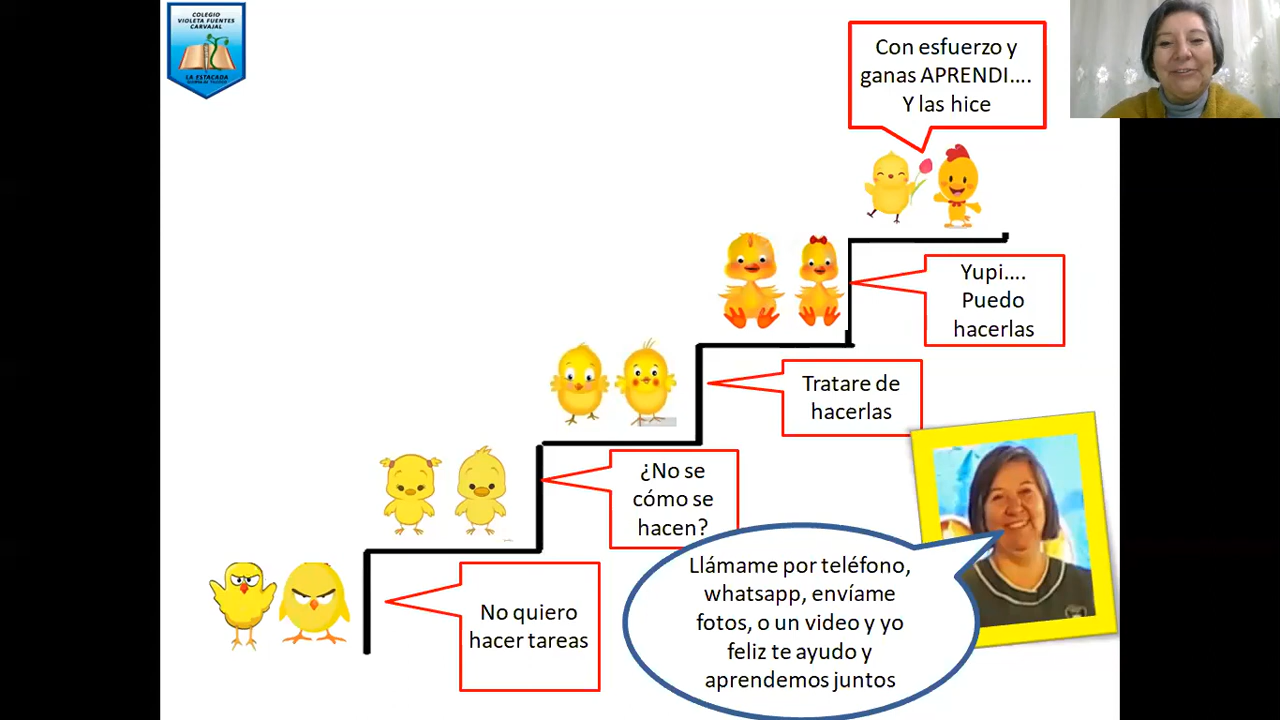 COLEGIO
VIOLETA FUENTES
CARVAJAL
LA ESTACADA
Con esfuerzo y
ganas APRENDI....
Y las hice
Yupi....
Puedo
hacerlas
Tratare de
hacerlas
¿No se
cómo se
hacen?
No quiero
hacer tareas
Llámame por teléfono,
whatsapp, envíame
fotos, o un video y yo
feliz te ayudo y
aprendemos juntos